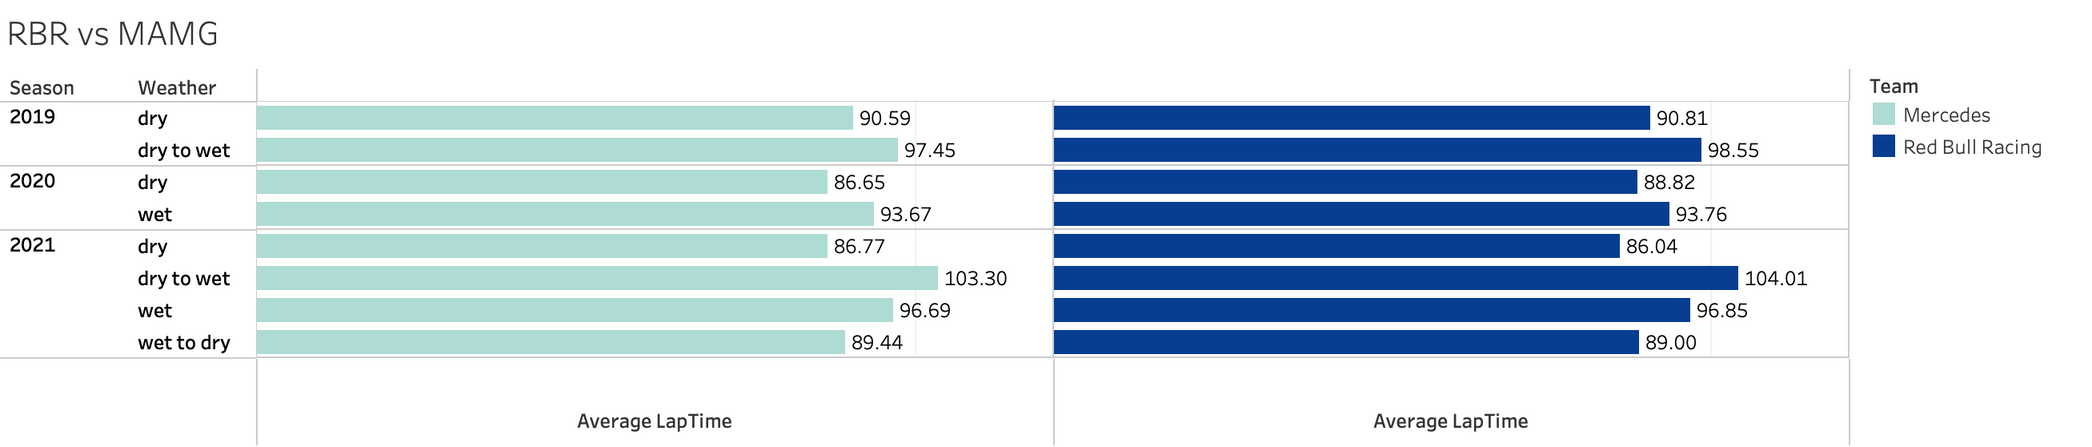 RBR vs MAMG
Season Weather
2019 dry 90.59 90.81
dry to wet 97.45 98.55
2020 dry 86.65 88.82
wet 93.67 93.76
2021 dry 86.77 86.04
dry to wet 103.30 104.01
wet 96.69 96.85
wet to dry 89.44 89.00
Average LapTime Average LapTime
Team
Mercedes
Red Bull Racing